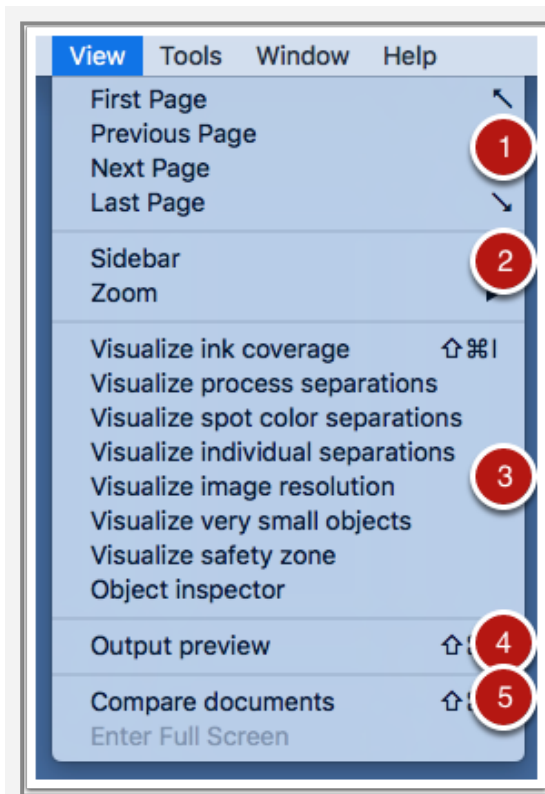 View Tools Window Help
First Page ↖
Previous Page
1
Next Page
Last Page ↘
Sidebar 2
Zoom
Visualize ink coverage ⇧⌘I
Visualize process separations
Visualize spot color separations
Visualize individual separations
3
Visualize image resolution
Visualize very small objects
Visualize safety zone
Object inspector
Output preview ⇧ 4
Compare documents ⇧ 5
Enter Full Screen